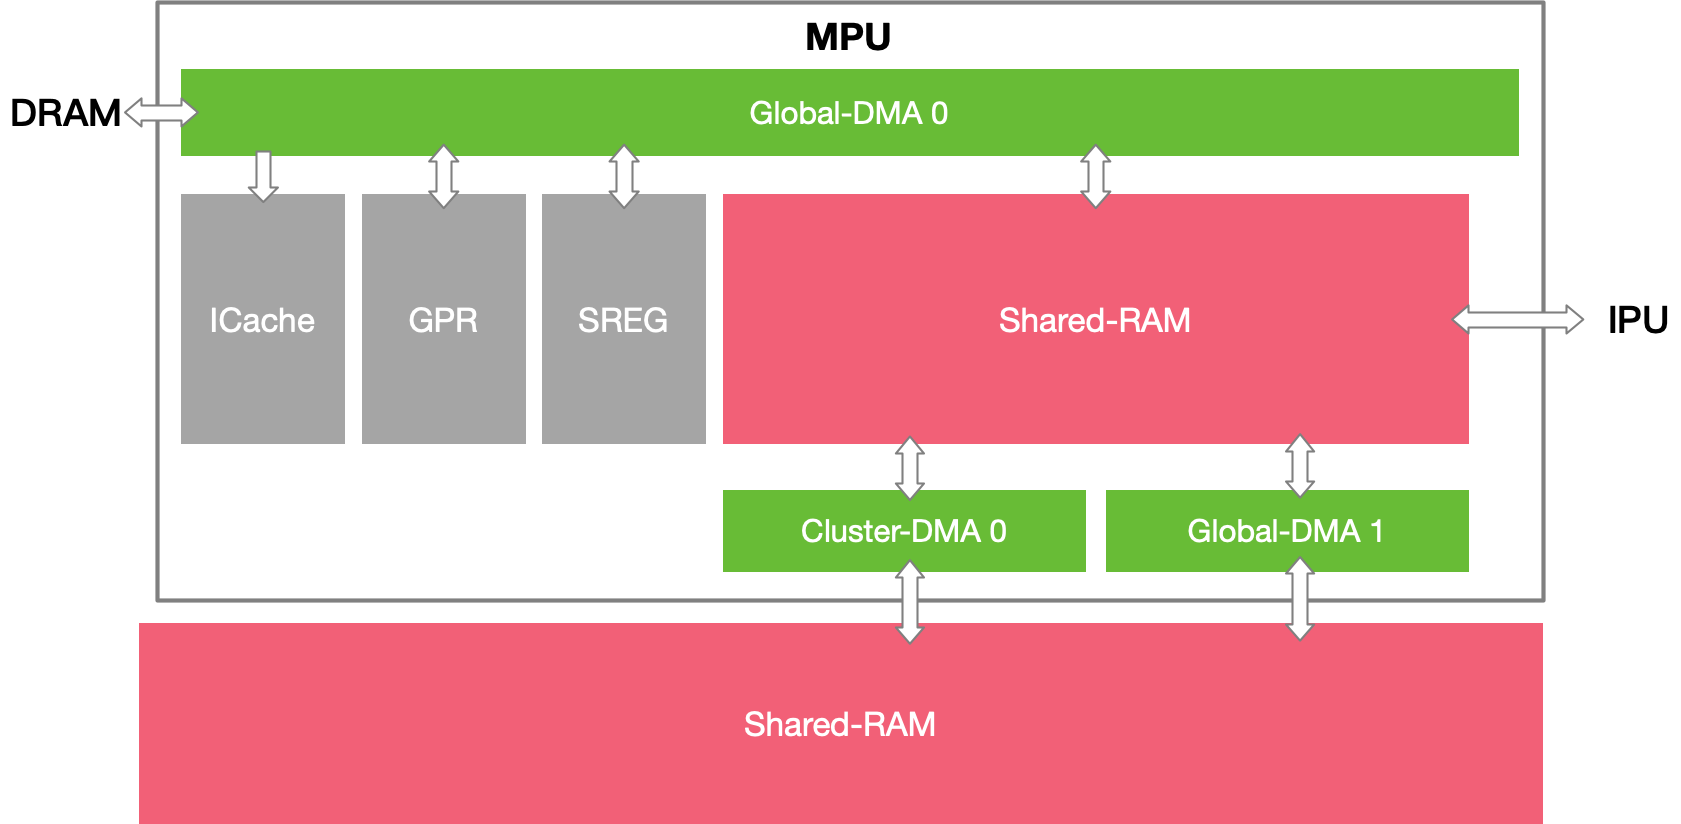 MPU
DRAM
Global-DMA 0
ICache
GPR
SREG
Shared-RAM
IPU
Cluster-DMA 0
Global-DMA 1
Shared-RAM